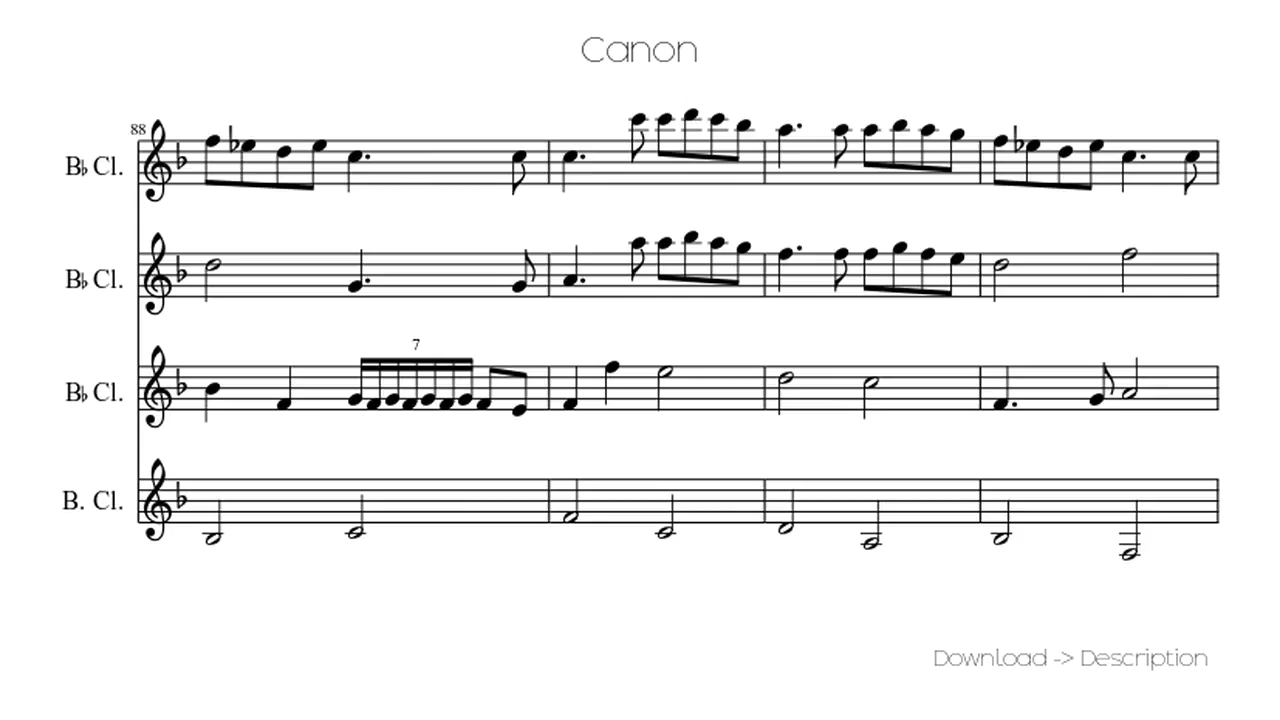 Canon
88
B♭ Cl.
B♭ Cl.
7
B♭ Cl.
B. Cl.
Download -> Description